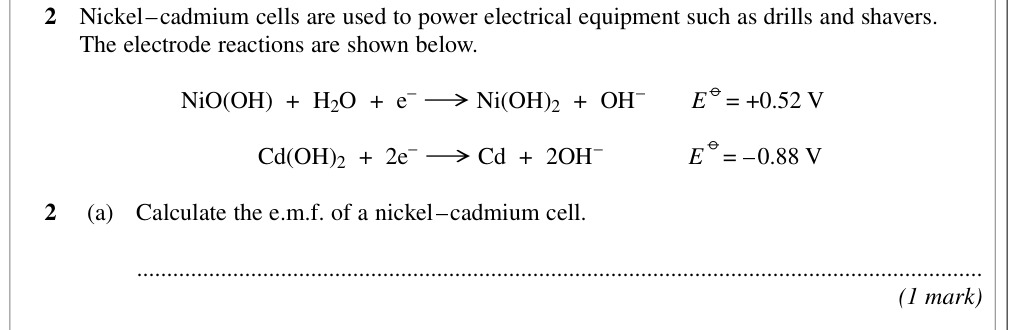 2 Nickel–cadmium cells are used to power electrical equipment such as drills and shavers.
The electrode reactions are shown below.
NiO(OH) + H₂O + e⁻ ⟶ Ni(OH)₂ + OH⁻ E⦵ = +0.52 V
Cd(OH)₂ + 2e⁻ ⟶ Cd + 2OH⁻ E⦵ = –0.88 V
2 (a) Calculate the e.m.f. of a nickel–cadmium cell.
(1 mark)